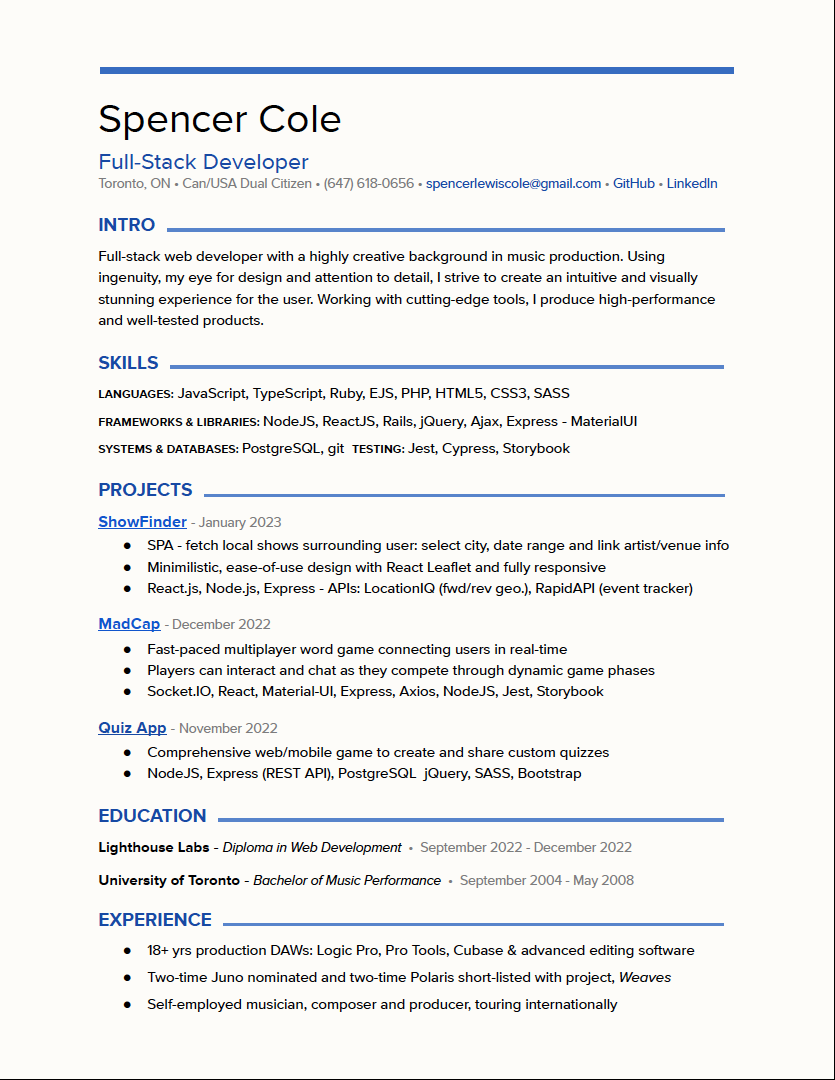 Spencer Cole
Full-Stack Developer
Toronto, ON • Can/USA Dual Citizen • (647) 618-0656 • spencerlewiscole@gmail.com • GitHub • LinkedIn
INTRO
Full-stack web developer with a highly creative background in music production. Using
ingenuity, my eye for design and attention to detail, I strive to create an intuitive and visually
stunning experience for the user. Working with cutting-edge tools, I produce high-performance
and well-tested products.
SKILLS
LANGUAGES: JavaScript, TypeScript, Ruby, EJS, PHP, HTML5, CSS3, SASS
FRAMEWORKS & LIBRARIES: NodeJS, ReactJS, Rails, jQuery, Ajax, Express - MaterialUI
SYSTEMS & DATABASES: PostgreSQL, git  TESTING: Jest, Cypress, Storybook
PROJECTS
ShowFinder - January 2023
● SPA - fetch local shows surrounding user: select city, date range and link artist/venue info
● Minimilistic, ease-of-use design with React Leaflet and fully responsive
● React.js, Node.js, Express - APIs: LocationIQ (fwd/rev geo.), RapidAPI (event tracker)
MadCap - December 2022
● Fast-paced multiplayer word game connecting users in real-time
● Players can interact and chat as they compete through dynamic game phases
● Socket.IO, React, Material-UI, Express, Axios, NodeJS, Jest, Storybook
Quiz App - November 2022
● Comprehensive web/mobile game to create and share custom quizzes
● NodeJS, Express (REST API), PostgreSQL  jQuery, SASS, Bootstrap
EDUCATION
Lighthouse Labs - Diploma in Web Development • September 2022 - December 2022
University of Toronto - Bachelor of Music Performance • September 2004 - May 2008
EXPERIENCE
● 18+ yrs production DAWs: Logic Pro, Pro Tools, Cubase & advanced editing software
● Two-time Juno nominated and two-time Polaris short-listed with project, Weaves
● Self-employed musician, composer and producer, touring internationally